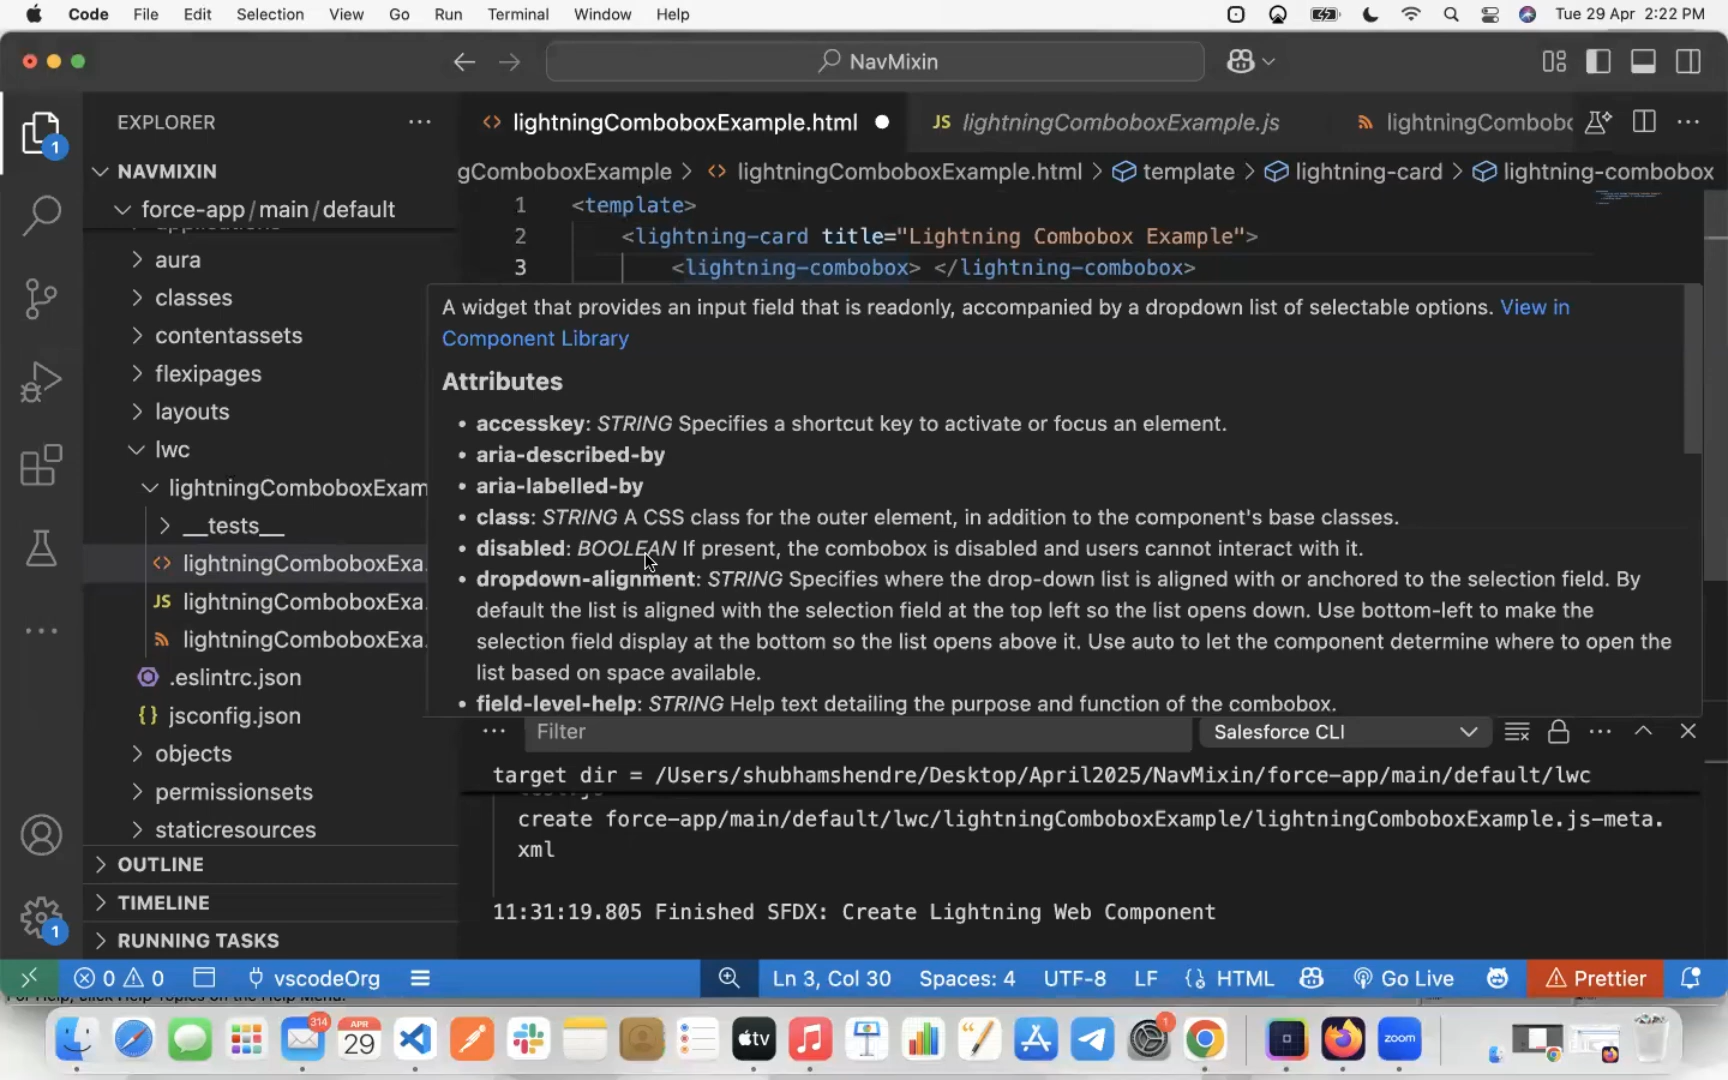 Code File Edit Selection View Go Run Terminal Window Help Tue 29 Apr 2:22 PM
NavMixin
EXPLORER
lightningComboboxExample.html
JS lightningComboboxExample.js
lightningCombobo
NAVMIXIN
gComboboxExample > <> lightningComboboxExample.html > template > lightning-card > lightning-combobox
force-app/main/default
aura
classes
contentassets
flexipages
layouts
lwc
lightningComboboxExam
__tests__
<> lightningComboboxExa.
JS lightningComboboxExa.
lightningComboboxExa.
.eslintrc.json
{} jsconfig.json
objects
permissionsets
staticresources
OUTLINE
TIMELINE
RUNNING TASKS
1 <template>
2 <lightning-card title="Lightning Combobox Example">
3 <lightning-combobox> </lightning-combobox>
A widget that provides an input field that is readonly, accompanied by a dropdown list of selectable options. View in
Component Library
Attributes
• accesskey: STRING Specifies a shortcut key to activate or focus an element.
• aria-described-by
• aria-labelled-by
• class: STRING A CSS class for the outer element, in addition to the component's base classes.
• disabled: BOOLEAN If present, the combobox is disabled and users cannot interact with it.
• dropdown-alignment: STRING Specifies where the drop-down list is aligned with or anchored to the selection field. By
default the list is aligned with the selection field at the top left so the list opens down. Use bottom-left to make the
selection field display at the bottom so the list opens above it. Use auto to let the component determine where to open the
list based on space available.
• field-level-help: STRING Help text detailing the purpose and function of the combobox.
Filter
Salesforce CLI
target dir = /Users/shubhamshendre/Desktop/April2025/NavMixin/force-app/main/default/lwc
create force-app/main/default/lwc/lightningComboboxExample/lightningComboboxExample.js-meta.
xml
11:31:19.805 Finished SFDX: Create Lightning Web Component
0 0 vscodeOrg Ln 3, Col 30 Spaces: 4 UTF-8 LF {} HTML Go Live Prettier
314
APR
29
tv
1
zoom